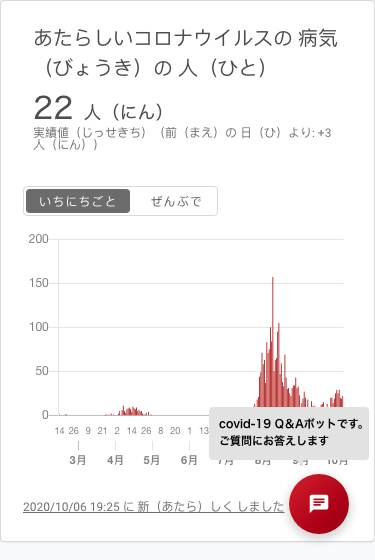 あたらしいコロナウイルスの 病気
（びょうき）の 人（ひと）
22 人（にん）
実績値（じっせきち）（前（まえ）の 日（ひ）より: +3
人（にん））
いちにちごと ぜんぶで
200
150
100
50
0
14 26 9 21 2 14 26 8 20 1 13
3月 4月 5月 6月 7月 8月 9月 10月
covid-19 Q&Aボットです。
ご質問にお答えします
2020/10/06 19:25 に 新（あたら）しく しました